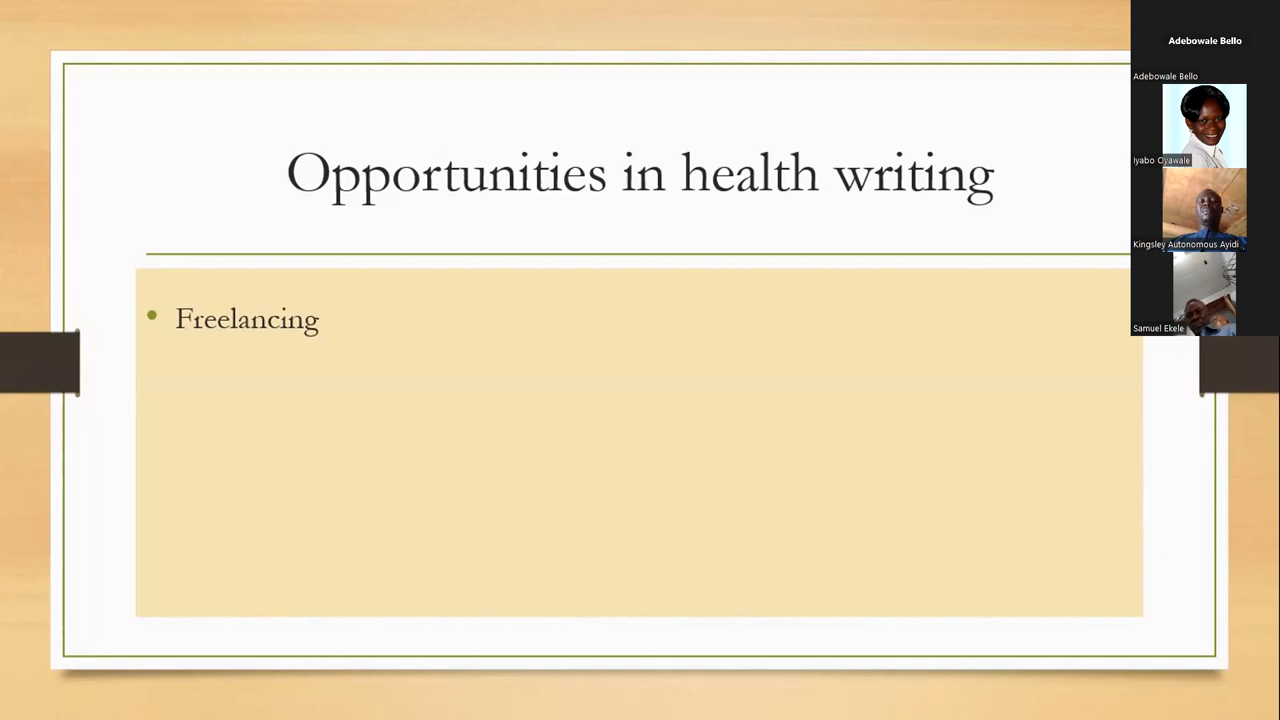 Opportunities in health writing
Freelancing
Adebowale Bello
Adebowale Bello
Iyabo Oyawale
Kingsley Autonomous Ayidi
Samuel Ekele